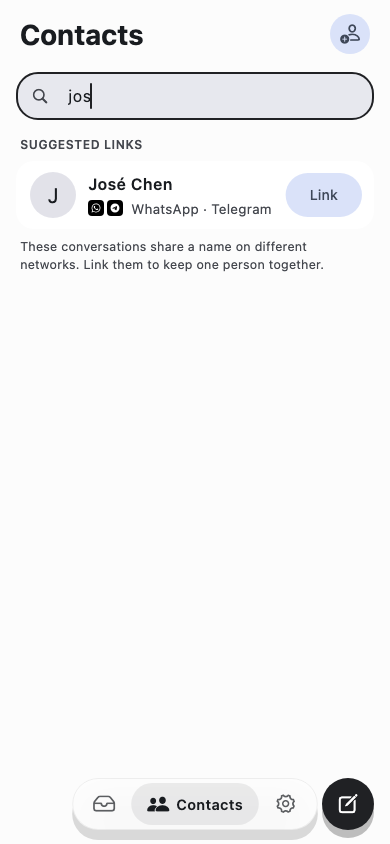 Contacts
jos
SUGGESTED LINKS
J
José Chen
WhatsApp · Telegram
Link
These conversations share a name on different
networks. Link them to keep one person together.
Contacts